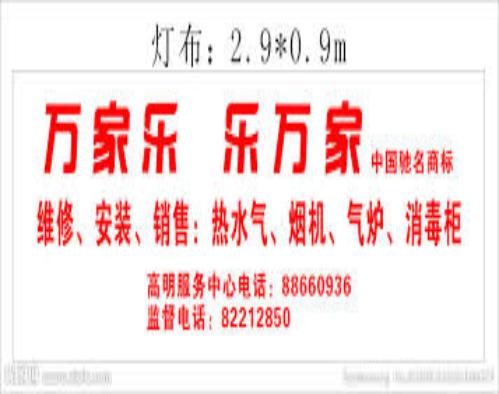 灯布：2.9*0.9m
万家乐 乐万家 中国驰名商标
维修、安装、销售：热水气、烟机、气炉、消毒柜
高明服务中心电话：88660936
监督电话：82212850